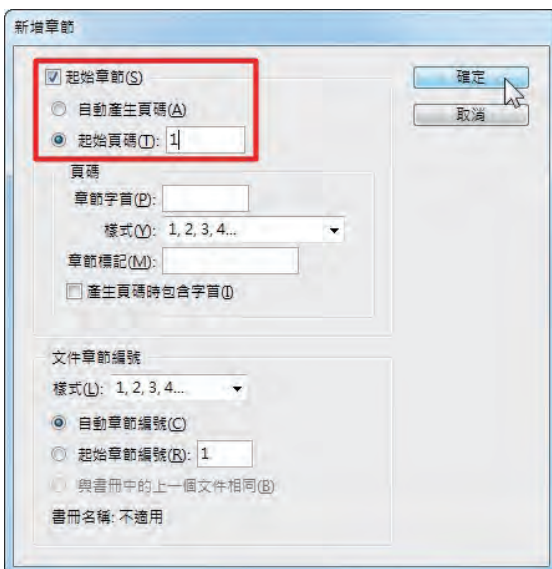 新增章節
起始章節(S)
確定
自動產生頁碼(A)
取消
起始頁碼(T): 1
頁碼
章節字首(P):
樣式(Y): 1, 2, 3, 4...
章節標記(M):
產生頁碼時包含字首(I)
文件章節編號
樣式(L): 1, 2, 3, 4...
自動章節編號(C)
起始章節編號(R): 1
與書冊中的上一個文件相同(B)
書冊名稱: 不適用